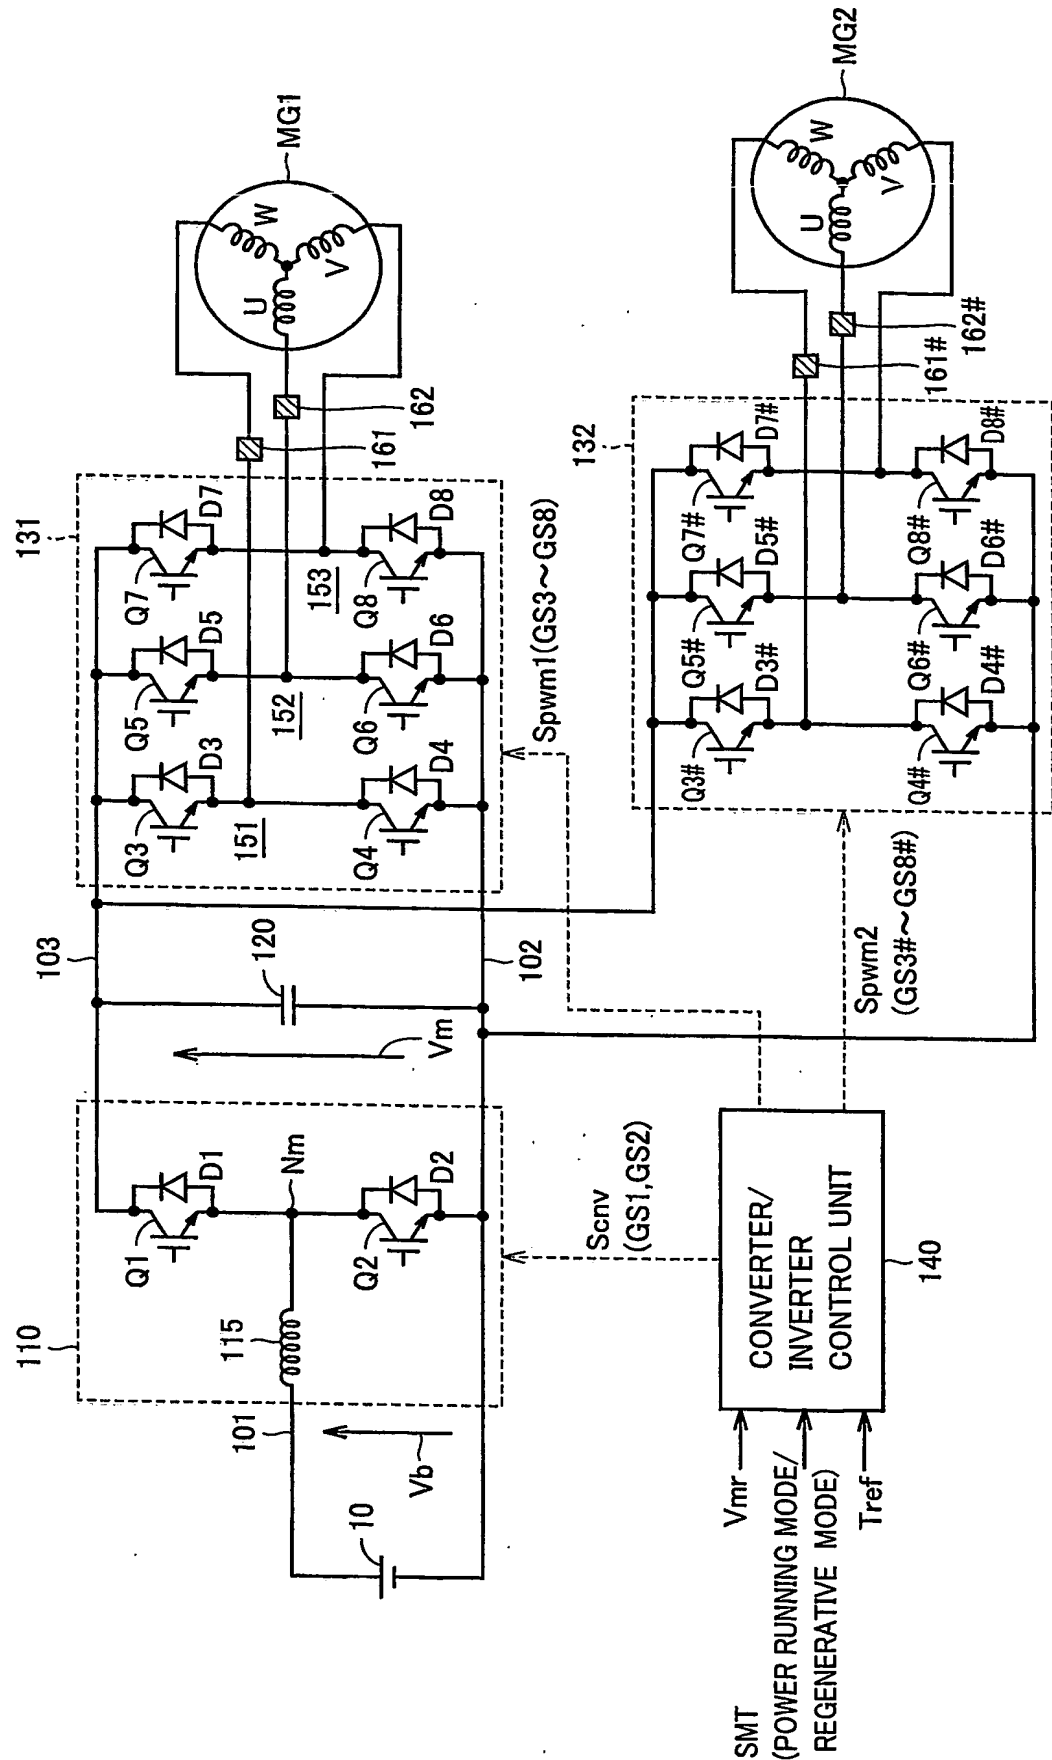 110
101
115
Q1
D1
Nm
Q2
D2
10
Vb
Vm
103
120
102
131
Q3
D3
Q5
D5
Q7
D7
151
152
153
Q4
D4
Q6
D6
Q8
D8
161
162
U
W
V
MG1
Scnv
(GS1,GS2)
Spwm1(GS3~GS8)
Spwm2
(GS3#~GS8#)
132
Q3#
D3#
Q5#
D5#
Q7#
D7#
Q4#
D4#
Q6#
D6#
Q8#
D8#
161#
162#
U
W
V
MG2
Vmr
SMT
(POWER RUNNING MODE/
REGENERATIVE MODE)
Tref
CONVERTER/
INVERTER
CONTROL UNIT
140